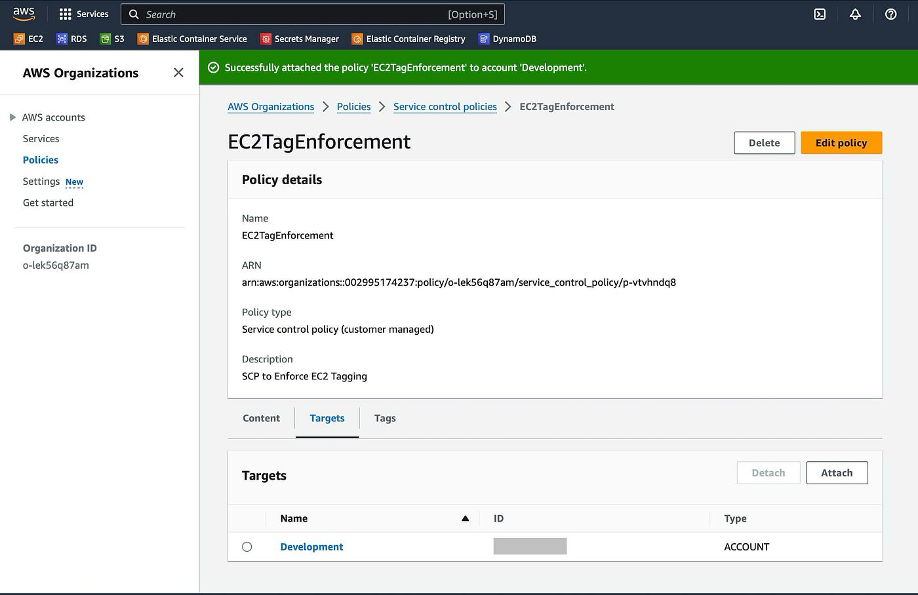 aws
Services
Search
[Option+S]
EC2
RDS
S3
Elastic Container Service
Secrets Manager
Elastic Container Registry
DynamoDB
AWS Organizations
AWS accounts
Services
Policies
Settings New
Get started
Organization ID
o-lek56q87am
Successfully attached the policy 'EC2TagEnforcement' to account 'Development'.
AWS Organizations > Policies > Service control policies > EC2TagEnforcement
EC2TagEnforcement
Delete
Edit policy
Policy details
Name
EC2TagEnforcement
ARN
arn:aws:organizations::002995174237:policy/o-lek56q87am/service_control_policy/p-vtvhndq8
Policy type
Service control policy (customer managed)
Description
SCP to Enforce EC2 Tagging
Content
Targets
Tags
Targets
Detach
Attach
Name
ID
Type
Development
ACCOUNT